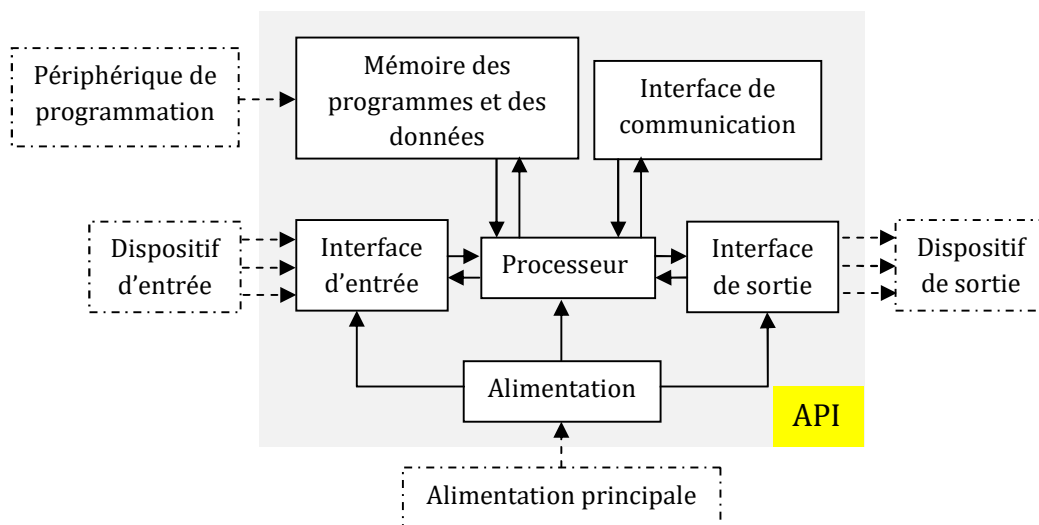 Périphérique de
programmation
Mémoire des
programmes et des
données
Interface de
communication
Dispositif
d’entrée
Interface
d’entrée
Processeur
Interface
de sortie
Dispositif
de sortie
Alimentation
API
Alimentation principale